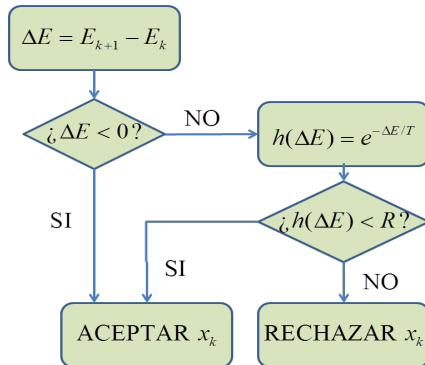 ΔE = E_{k+1} − E_k
¿ΔE < 0?
NO
h(ΔE) = e^{−ΔE/T}
SI
¿h(ΔE) < R?
SI
NO
ACEPTAR x_k
RECHAZAR x_k